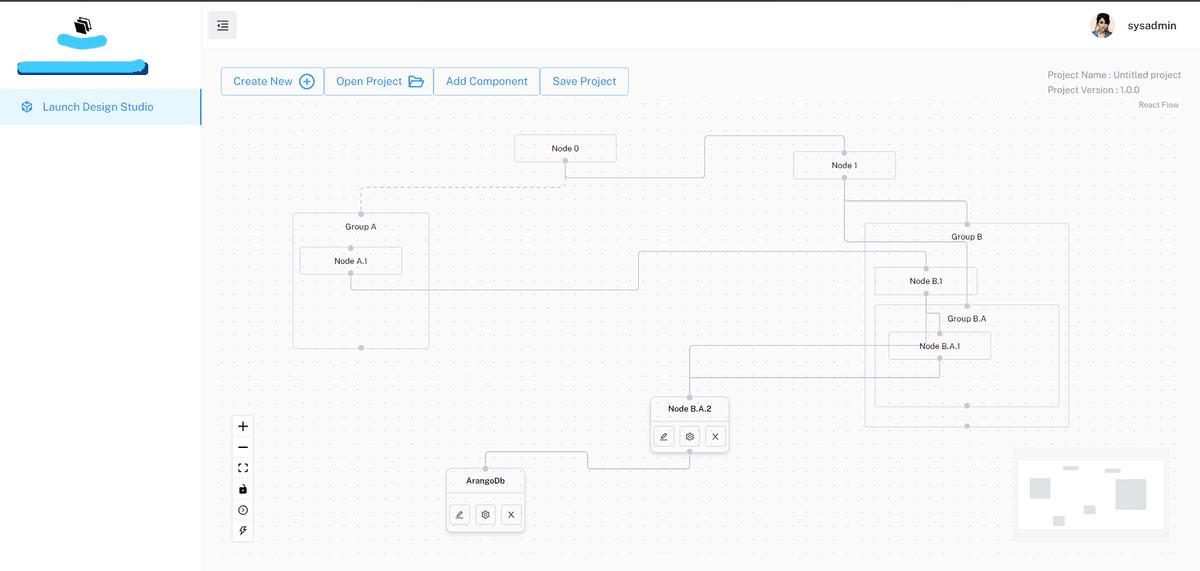 sysadmin
Launch Design Studio
Create New
Open Project
Add Component
Save Project
Project Name : Untitled project
Project Version : 1.0.0
React Flow
Node 0
Node 1
Group A
Node A.1
Group B
Node B.1
Group B.A
Node B.A.1
Node B.A.2
X
ArangoDb
X